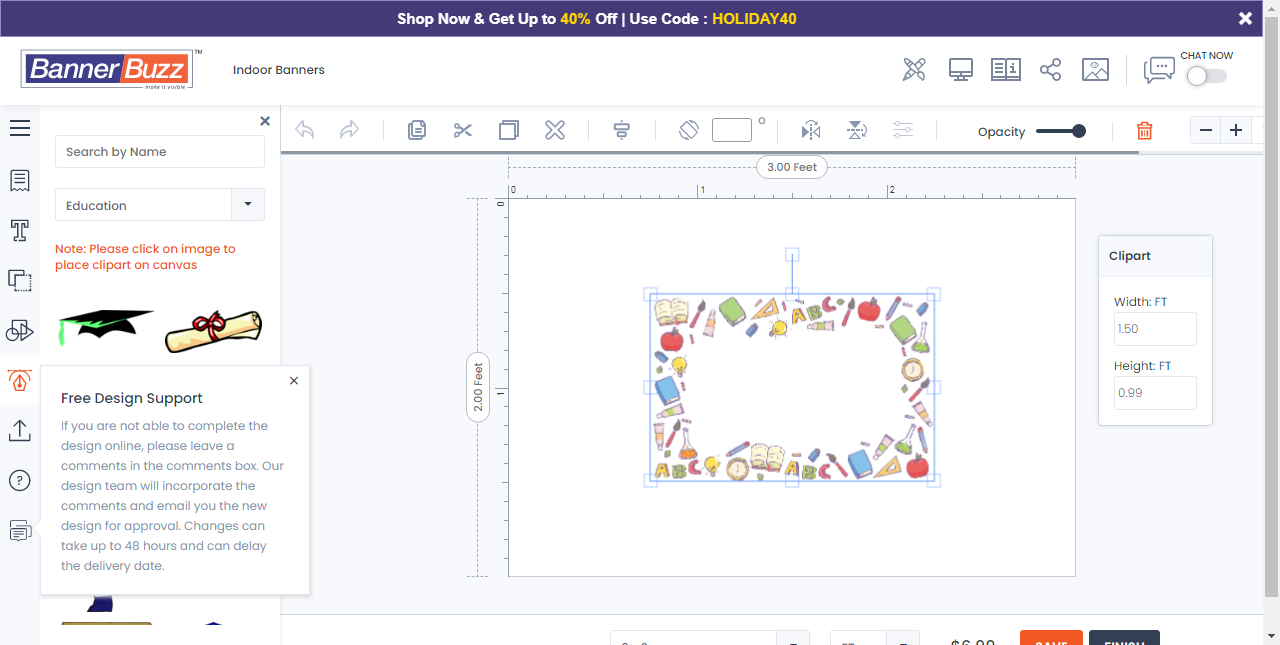 Shop Now & Get Up to 40% Off | Use Code : HOLIDAY40
BannerBuzz™
make it visible
Indoor Banners
CHAT NOW
Search by Name
Education
Note: Please click on image to
place clipart on canvas
Free Design Support
If you are not able to complete the
design online, please leave a
comments in the comments box. Our
design team will incorporate the
comments and email you the new
design for approval. Changes can
take up to 48 hours and can delay
the delivery date.
Opacity
3.00 Feet
0 1 2
0
2.00 Feet
1
A B C
A B C
A B C
Clipart
Width: FT
1.50
Height: FT
0.99
SAVE
FINISH